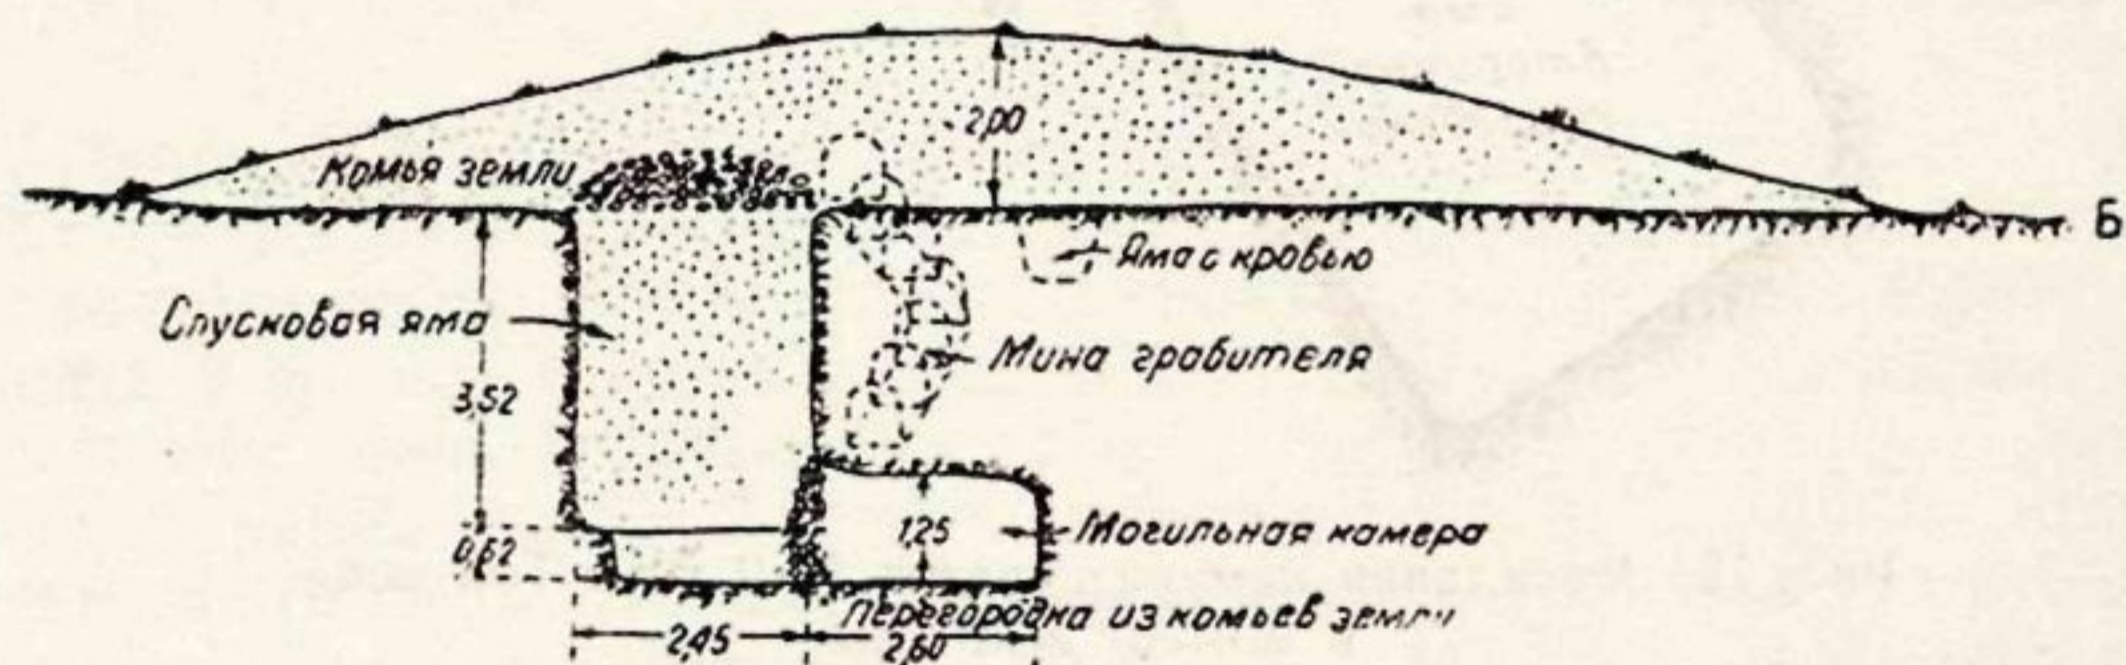 2,00
Комья земли
Б
Яма с кровью
Спусковая яма
Мина грабителя
3,52
1,25
Могильная камера
0,62
Перегородка из комьев земли
2,45
2,60